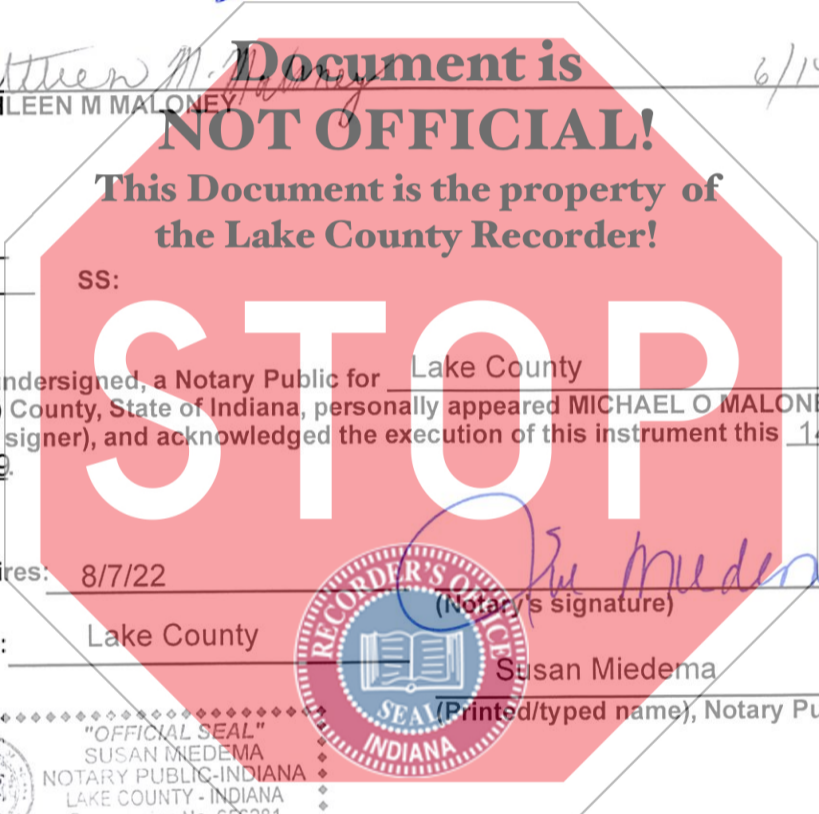 Document is
6/1
LEEN M MALONEY
NOT OFFICIAL!
This Document is the property of
the Lake County Recorder!
SS:
STOP
ndersigned, a Notary Public for Lake County
County, State of Indiana, personally appeared MICHAEL O MALONE
signer), and acknowledged the execution of this instrument this 14
9.
ires: 8/7/22
(Notary's signature)
: Lake County
Susan Miedema
(Printed/typed name), Notary Pu
RECORDER'S OFFICE
SEAL
INDIANA
"OFFICIAL SEAL"
SUSAN MIEDEMA
NOTARY PUBLIC-INDIANA
LAKE COUNTY - INDIANA